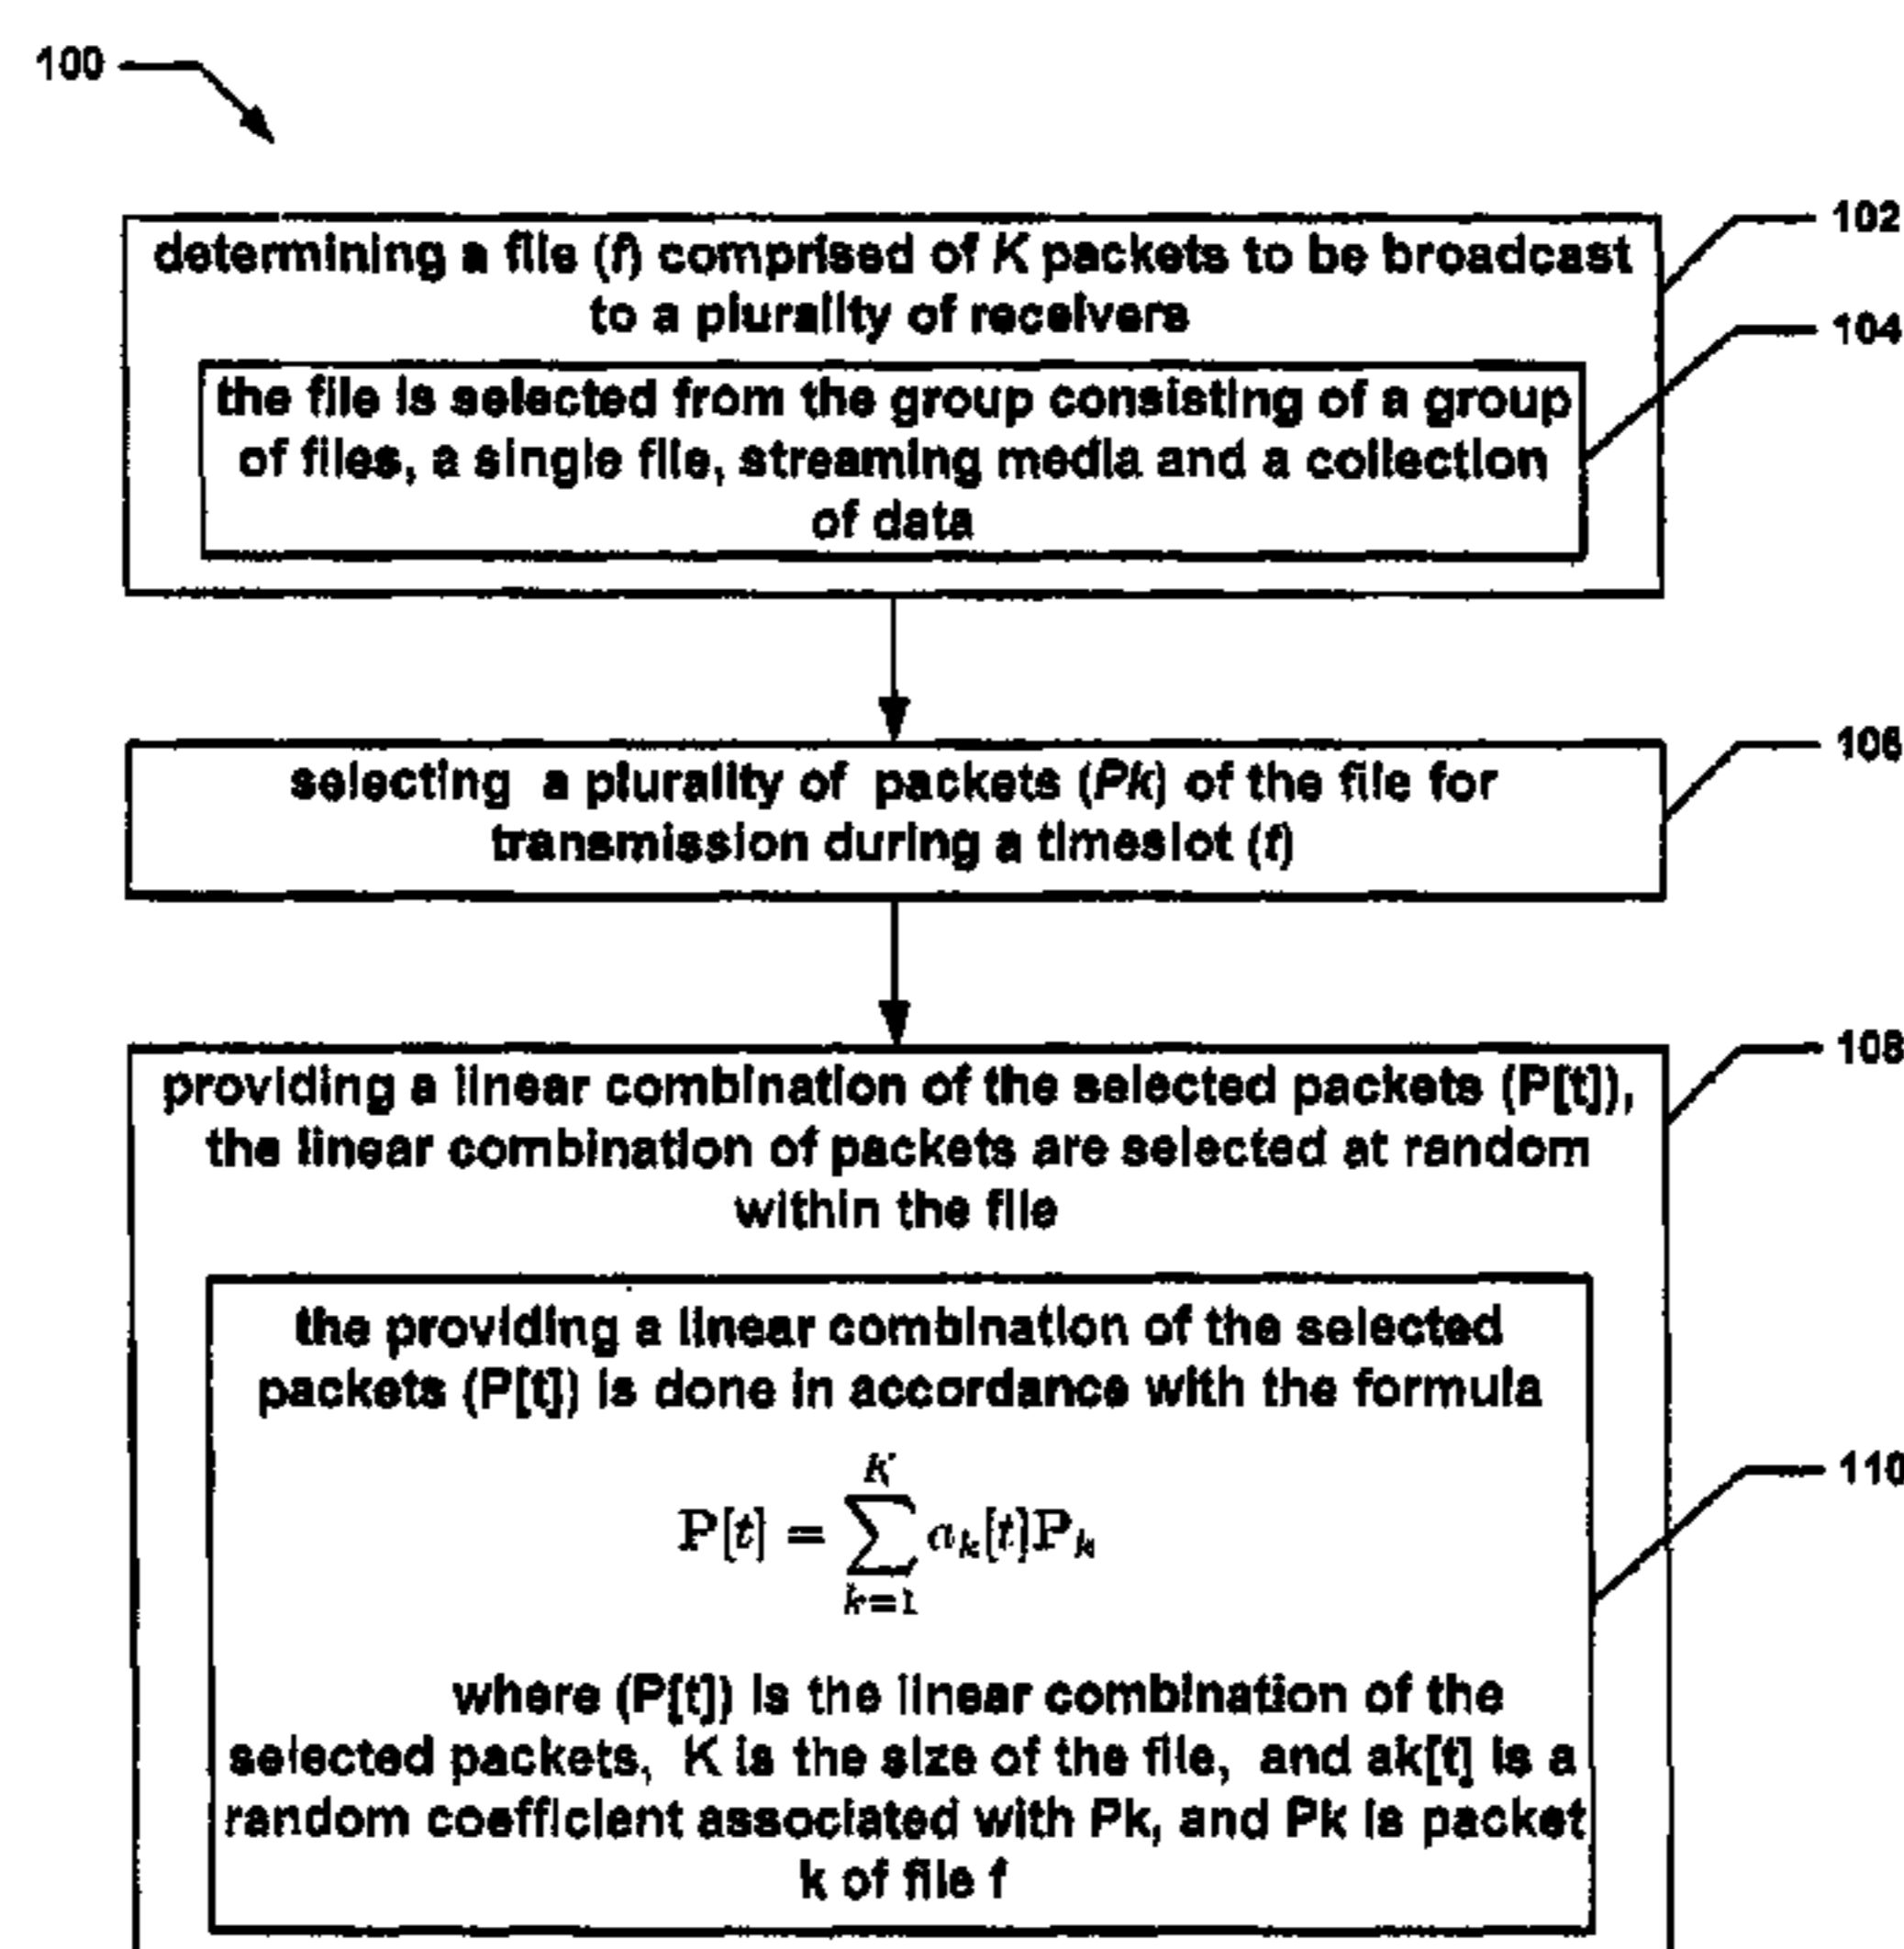 100
102
determining a file (f) comprised of K packets to be broadcast
to a plurality of receivers
104
the file is selected from the group consisting of a group
of files, a single file, streaming media and a collection
of data
106
selecting a plurality of packets (Pk) of the file for
transmission during a timeslot (t)
108
providing a linear combination of the selected packets (P[t]),
the linear combination of packets are selected at random
within the file
the providing a linear combination of the selected
packets (P[t]) is done in accordance with the formula
110
P[t] = \sum_{k=1}^{K} α_k[t]P_k
where (P[t]) is the linear combination of the
selected packets, K is the size of the file, and ak[t] is a
random coefficient associated with Pk, and Pk is packet
k of file f